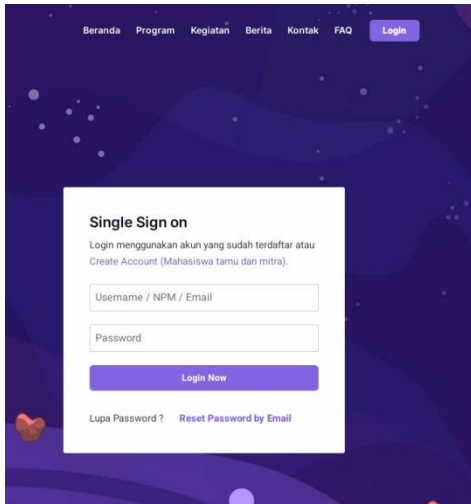 Beranda Program Kegiatan Berita Kontak FAQ Login
Single Sign on
Login menggunakan akun yang sudah terdaftar atau
Create Account (Mahasiswa tamu dan mitra).
Username / NPM / Email
Password
Login Now
Lupa Password ? Reset Password by Email